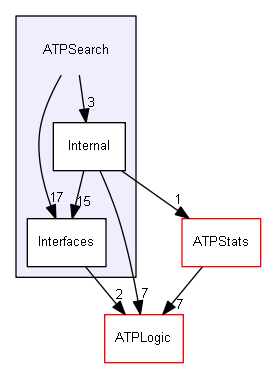 ATPSearch
3
Internal
17
15
1
Interfaces
ATPStats
2
7
7
ATPLogic